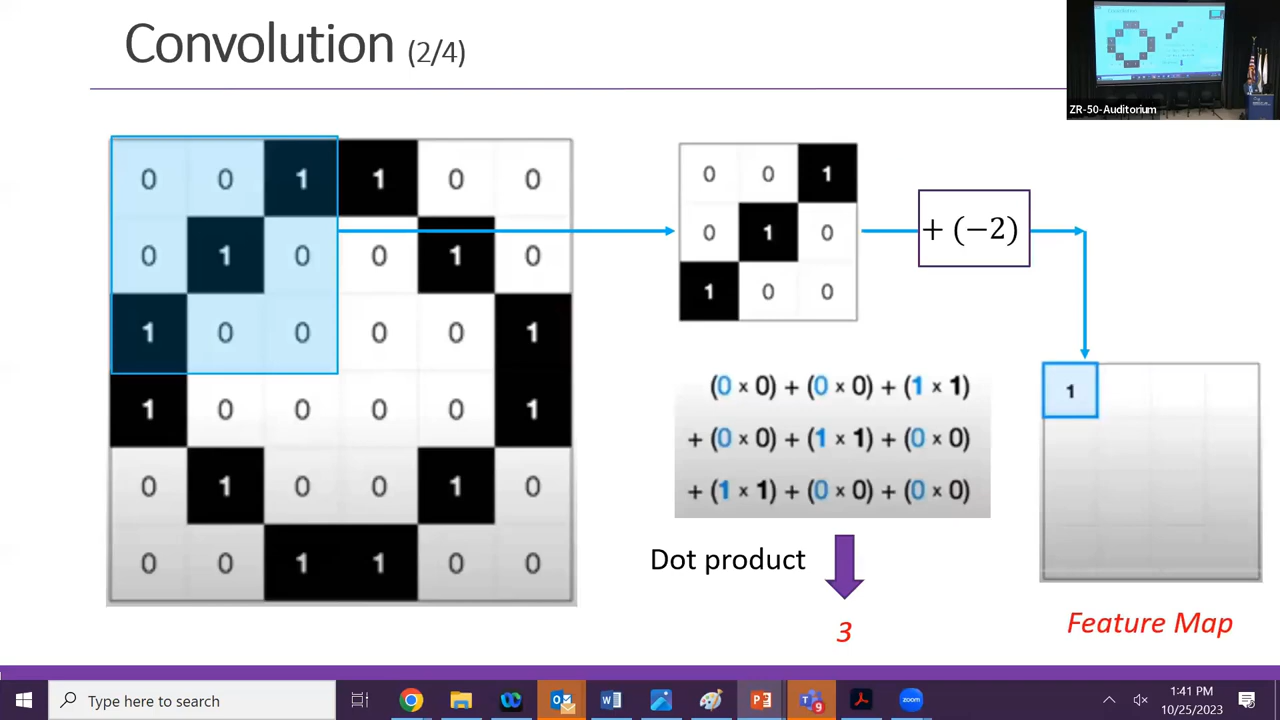 Convolution (2/4)
ZR-50-Auditorium
0 0 1 1 0 0
0 1 0 0 1 0
1 0 0 0 0 1
1 0 0 0 0 1
0 1 0 0 1 0
0 0 1 1 0 0
0 0 1
0 1 0
1 0 0
+ (−2)
(0 × 0) + (0 × 0) + (1 × 1)
+ (0 × 0) + (1 × 1) + (0 × 0)
+ (1 × 1) + (0 × 0) + (0 × 0)
1
Dot product
3
Feature Map
Type here to search
9
1:41 PM
10/25/2023